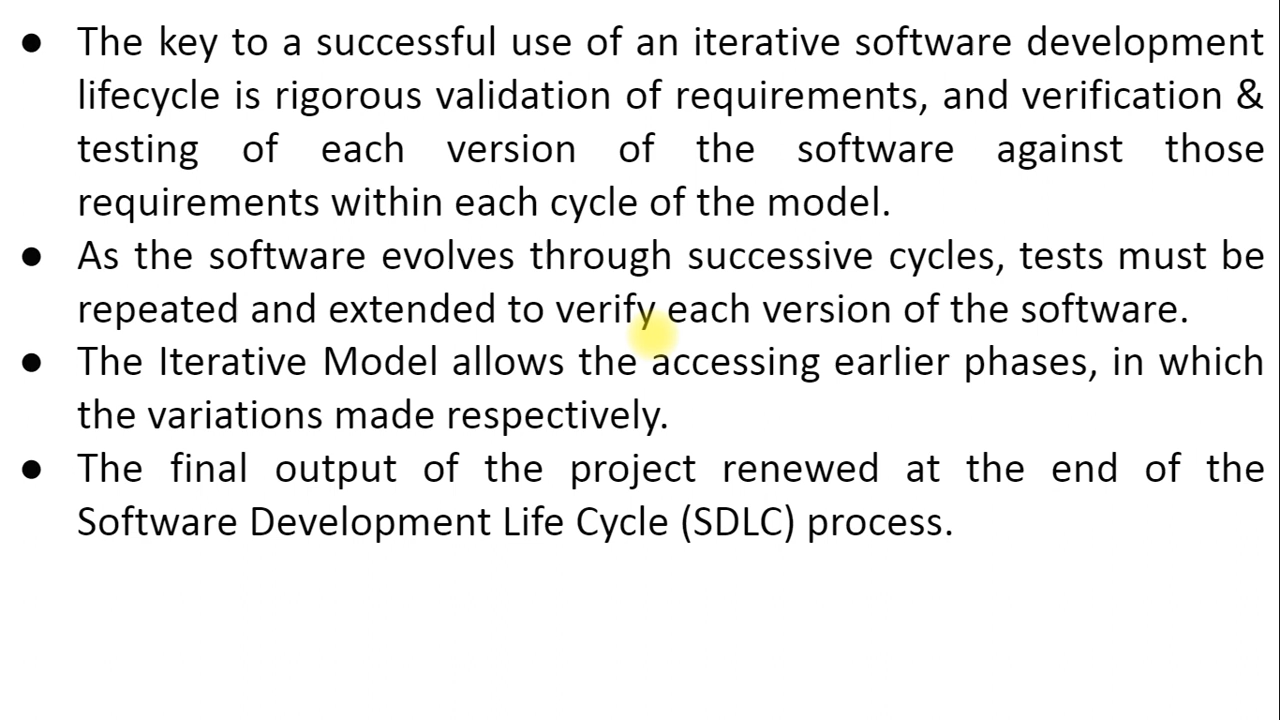 ● The key to a successful use of an iterative software development
lifecycle is rigorous validation of requirements, and verification &
testing of each version of the software against those
requirements within each cycle of the model.
● As the software evolves through successive cycles, tests must be
repeated and extended to verify each version of the software.
● The Iterative Model allows the accessing earlier phases, in which
the variations made respectively.
● The final output of the project renewed at the end of the
Software Development Life Cycle (SDLC) process.